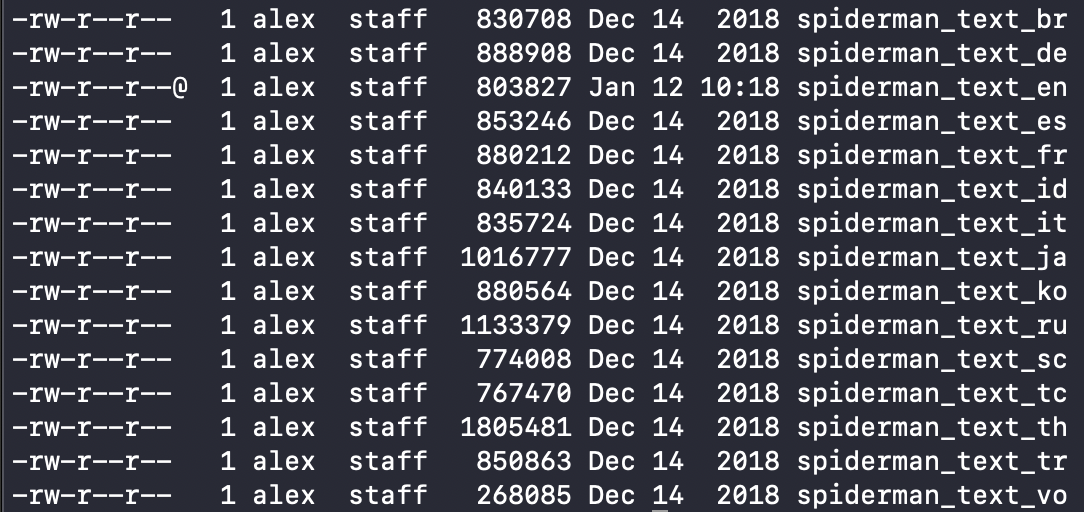 -rw-r--r--   1 alex  staff   830708 Dec 14  2018 spiderman_text_br
-rw-r--r--   1 alex  staff   888908 Dec 14  2018 spiderman_text_de
-rw-r--r--@  1 alex  staff   803827 Jan 12 10:18 spiderman_text_en
-rw-r--r--   1 alex  staff   853246 Dec 14  2018 spiderman_text_es
-rw-r--r--   1 alex  staff   880212 Dec 14  2018 spiderman_text_fr
-rw-r--r--   1 alex  staff   840133 Dec 14  2018 spiderman_text_id
-rw-r--r--   1 alex  staff   835724 Dec 14  2018 spiderman_text_it
-rw-r--r--   1 alex  staff  1016777 Dec 14  2018 spiderman_text_ja
-rw-r--r--   1 alex  staff   880564 Dec 14  2018 spiderman_text_ko
-rw-r--r--   1 alex  staff  1133379 Dec 14  2018 spiderman_text_ru
-rw-r--r--   1 alex  staff   774008 Dec 14  2018 spiderman_text_sc
-rw-r--r--   1 alex  staff   767470 Dec 14  2018 spiderman_text_tc
-rw-r--r--   1 alex  staff  1805481 Dec 14  2018 spiderman_text_th
-rw-r--r--   1 alex  staff   850863 Dec 14  2018 spiderman_text_tr
-rw-r--r--   1 alex  staff   268085 Dec 14  2018 spiderman_text_vo